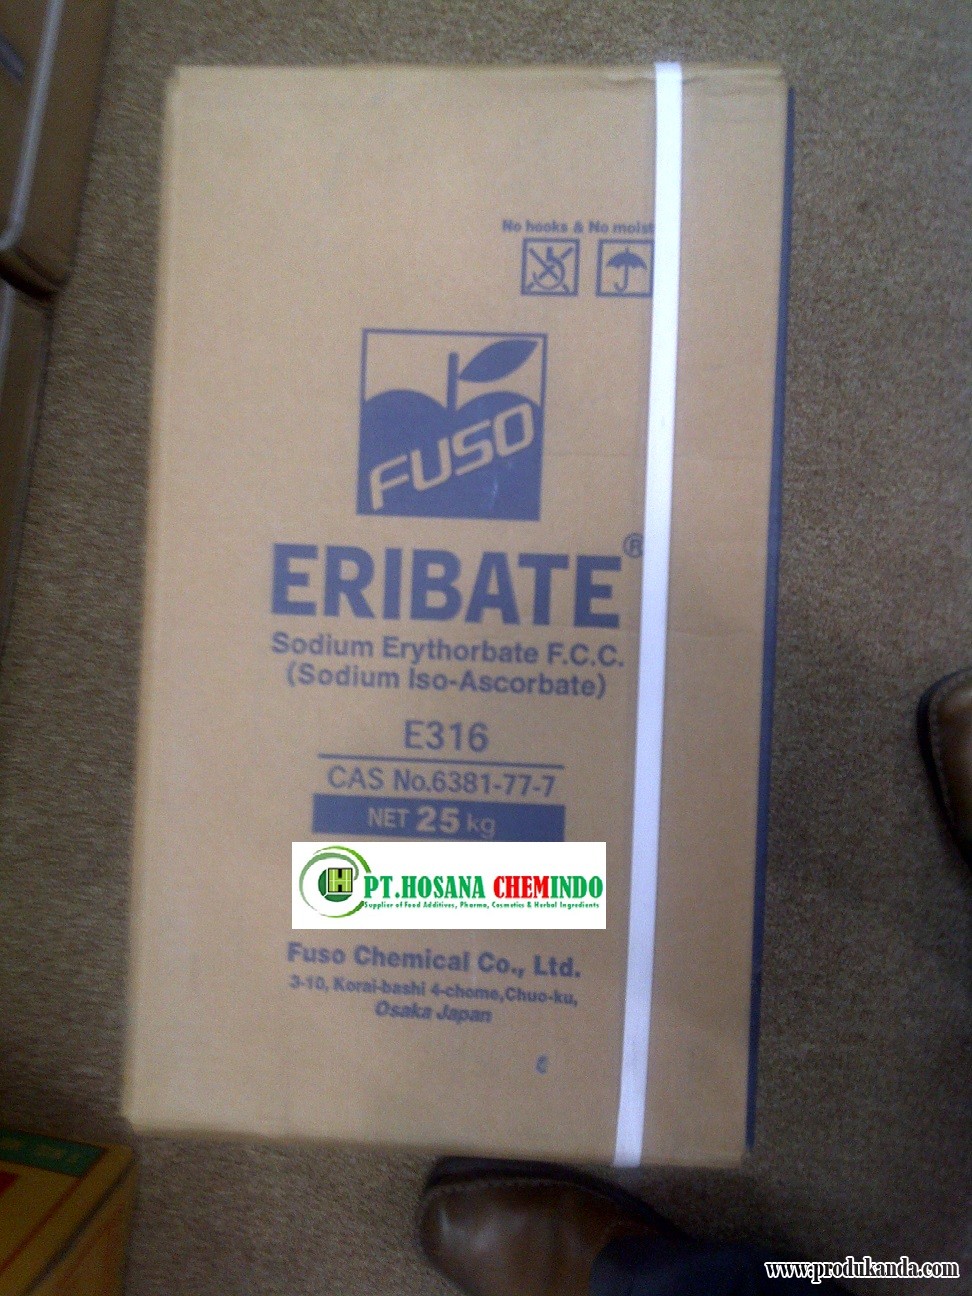 No hooks & No moist
FUSO
ERIBATE®
Sodium Erythorbate F.C.C.
(Sodium Iso-Ascorbate)
E316
CAS No.6381-77-7
NET 25 kg
H PT.HOSANA CHEMINDO
Supplier of Food Additives, Pharma, Cosmetics & Herbal Ingredients
Fuso Chemical Co., Ltd.
3-10, Korai-bashi 4-chome,Chuo-ku,
Osaka Japan
www.produkanda.com